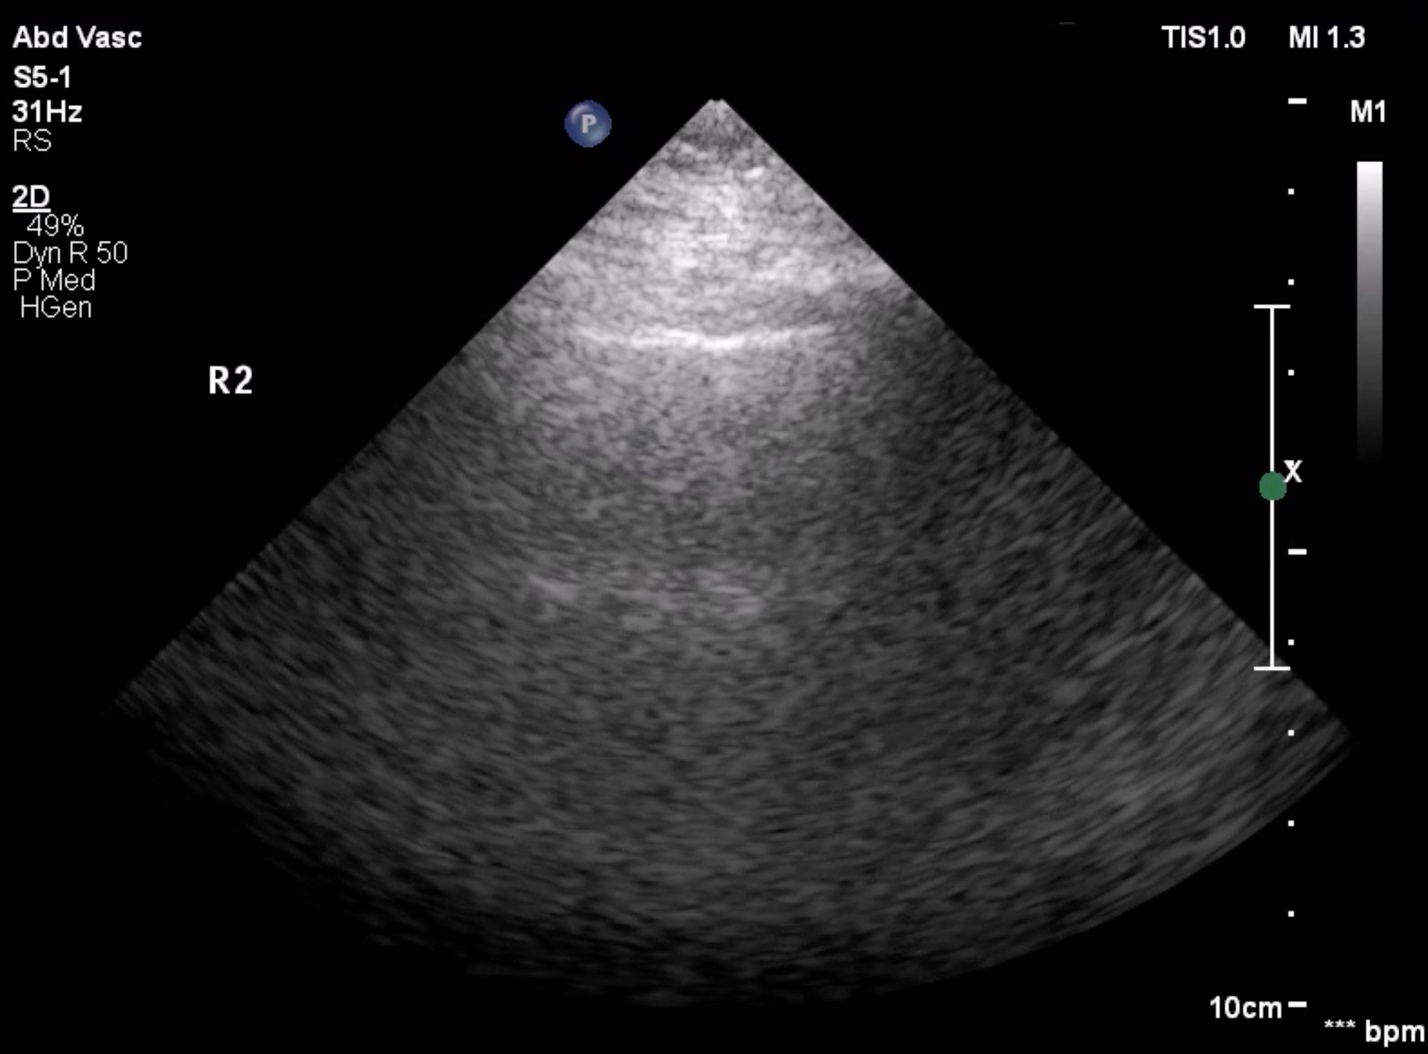 Abd Vasc
S5-1
31Hz
RS
2D
49%
Dyn R 50
P Med
HGen
TIS1.0 MI 1.3
M1
P
R2
X
10cm
*** bpm